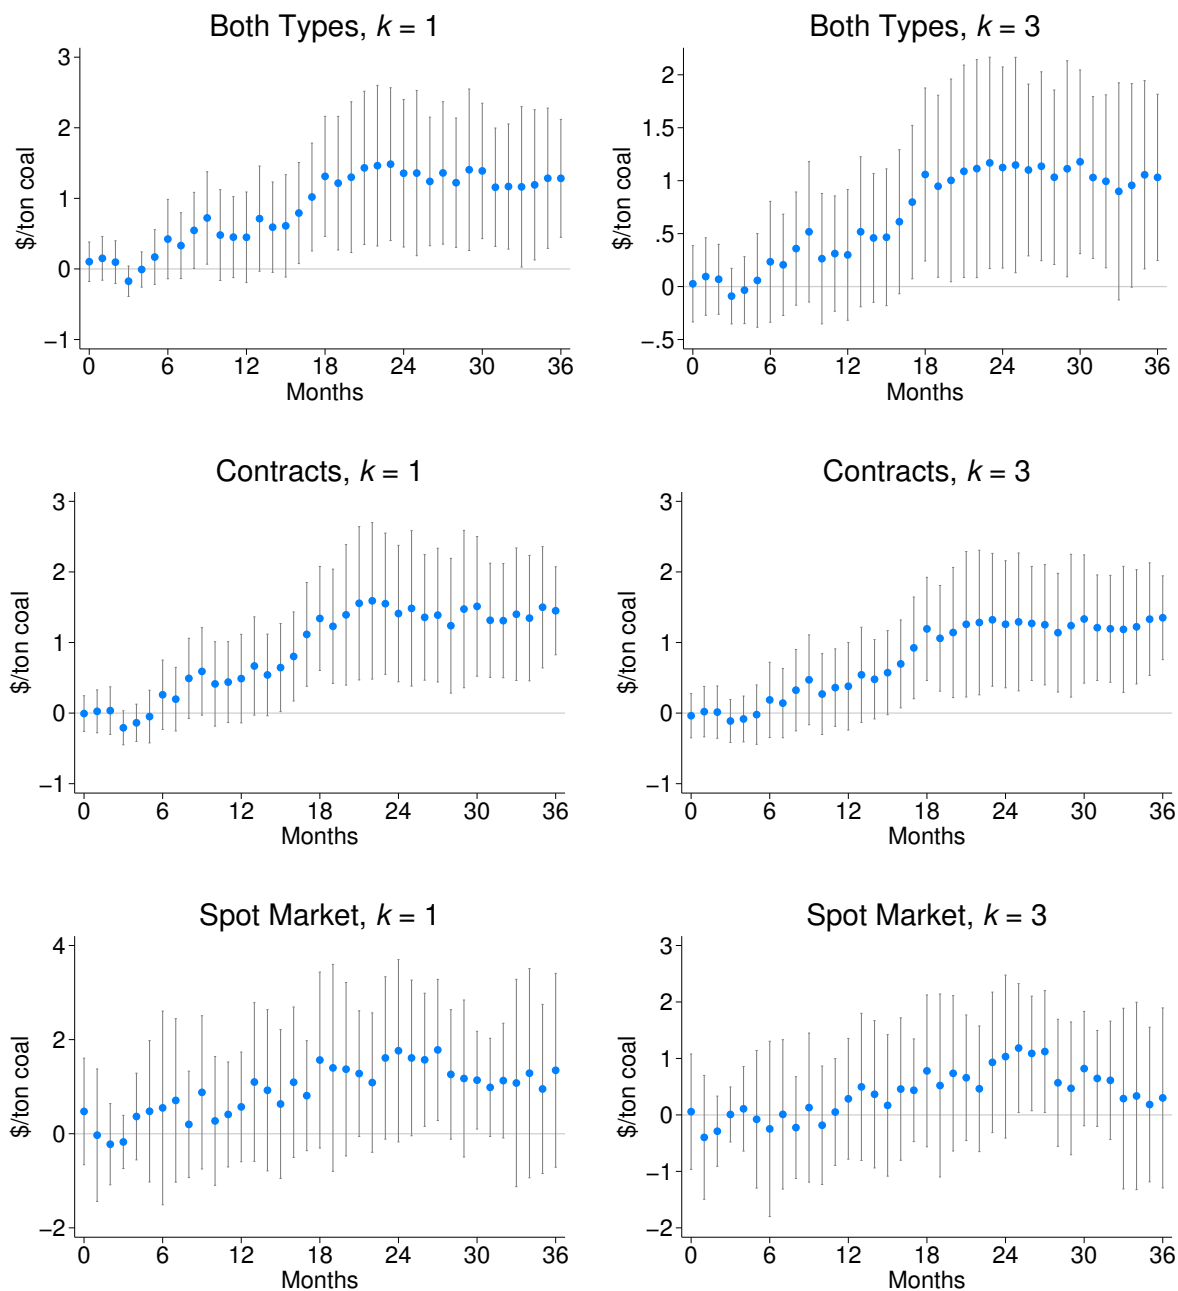 Both Types, k = 1
3
2
1
0
−1
$/ton coal
0 6 12 18 24 30 36
Months
Both Types, k = 3
2
1.5
1
.5
0
−.5
$/ton coal
0 6 12 18 24 30 36
Months
Contracts, k = 1
3
2
1
0
−1
$/ton coal
0 6 12 18 24 30 36
Months
Contracts, k = 3
3
2
1
0
−1
$/ton coal
0 6 12 18 24 30 36
Months
Spot Market, k = 1
4
2
0
−2
$/ton coal
0 6 12 18 24 30 36
Months
Spot Market, k = 3
3
2
1
0
−1
−2
$/ton coal
0 6 12 18 24 30 36
Months